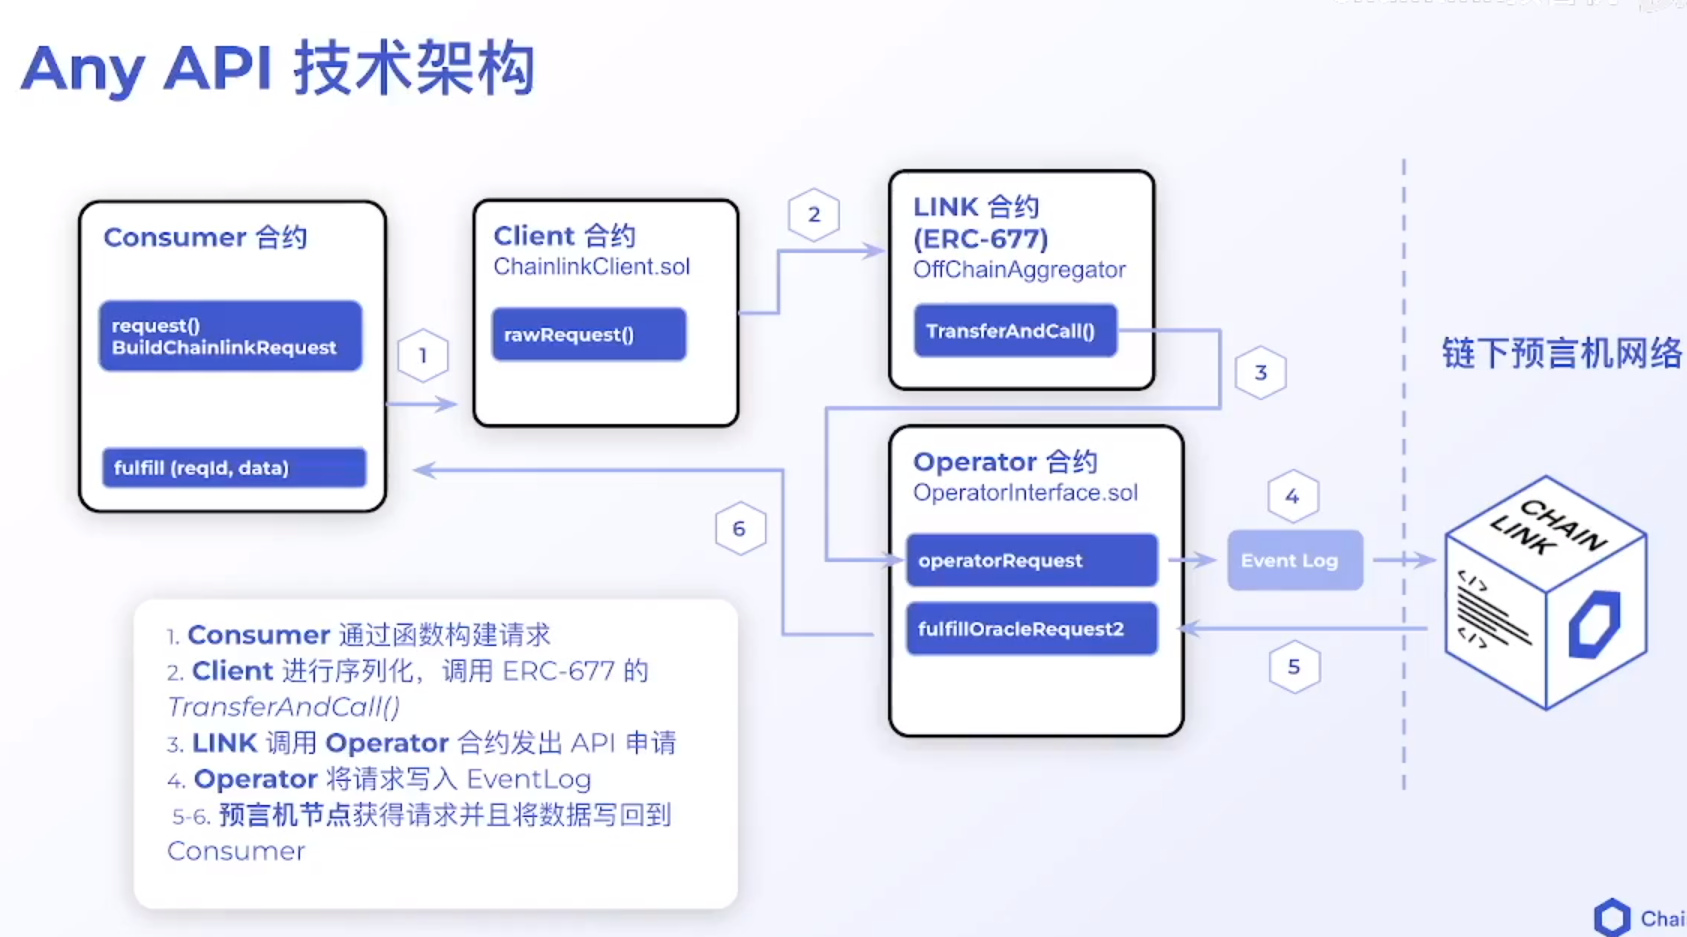 Any API 技术架构
Consumer 合约
request()
BuildChainlinkRequest
fulfill (reqId, data)
1
Client 合约
ChainlinkClient.sol
rawRequest()
2
LINK 合约
(ERC-677)
OffChainAggregator
TransferAndCall()
3
链下预言机网络
Operator 合约
OperatorInterface.sol
operatorRequest
fulfillOracleRequest2
4
Event Log
5
6
CHAIN
LINK
</>
</>
1. Consumer 通过函数构建请求
2. Client 进行序列化，调用 ERC-677 的
TransferAndCall()
3. LINK 调用 Operator 合约发出 API 申请
4. Operator 将请求写入 EventLog
5-6. 预言机节点获得请求并且将数据写回到
Consumer
Chai